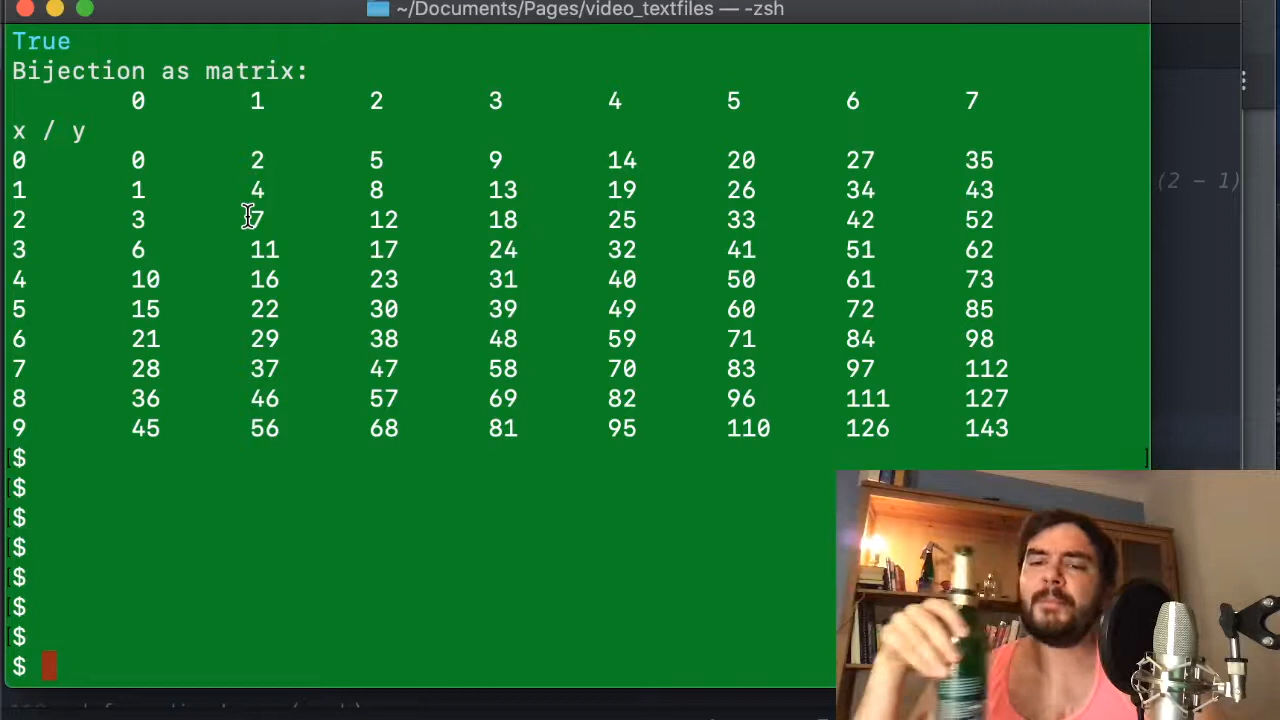 ~/Documents/Pages/video_textfiles — -zsh
True
Bijection as matrix:
0 1 2 3 4 5 6 7
x / y
0 0 2 5 9 14 20 27 35
1 1 4 8 13 19 26 34 43
2 3 7 12 18 25 33 42 52
3 6 11 17 24 32 41 51 62
4 10 16 23 31 40 50 61 73
5 15 22 30 39 49 60 72 85
6 21 29 38 48 59 71 84 98
7 28 37 47 58 70 83 97 112
8 36 46 57 69 82 96 111 127
9 45 56 68 81 95 110 126 143
[$ ]
[$
[$
[$
[$
[$
[$
$
(2 - 1)